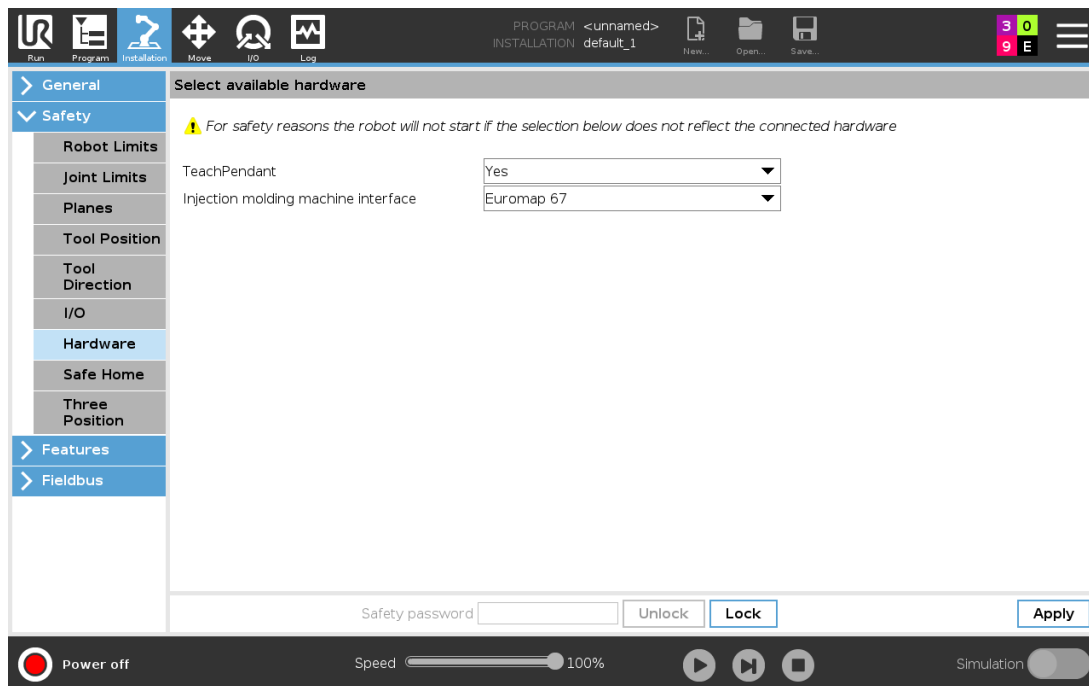 PROGRAM <unnamed>
INSTALLATION default_1
Run Program Installation Move I/O Log New... Open... Save...
3 0
9 E
General
Safety
Robot Limits
Joint Limits
Planes
Tool Position
Tool
Direction
I/O
Hardware
Safe Home
Three
Position
Features
Fieldbus
Select available hardware
For safety reasons the robot will not start if the selection below does not reflect the connected hardware
TeachPendant Yes
Injection molding machine interface Euromap 67
Safety password Unlock Lock Apply
Power off Speed 100% Simulation